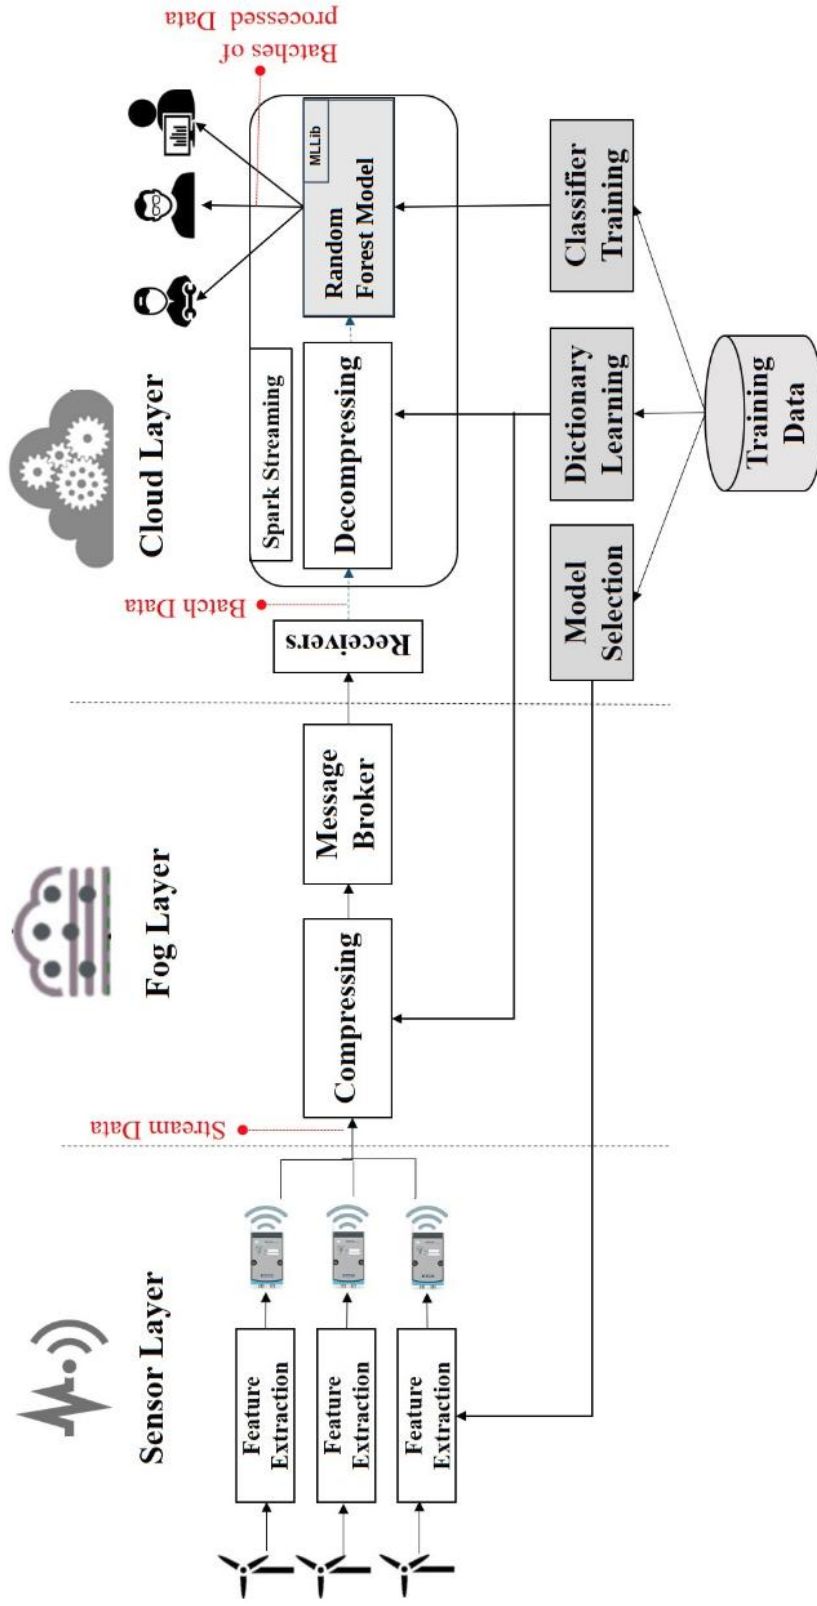 Sensor Layer
Fog Layer
Cloud Layer
Feature
Extraction
Feature
Extraction
Feature
Extraction
Stream Data
Compressing
Message
Broker
Receivers
Batch Data
Spark Streaming
Decompressing
Random
Forest Model
MLLib
Batches of
processed Data
Model
Selection
Dictionary
Learning
Classifier
Training
Training
Data